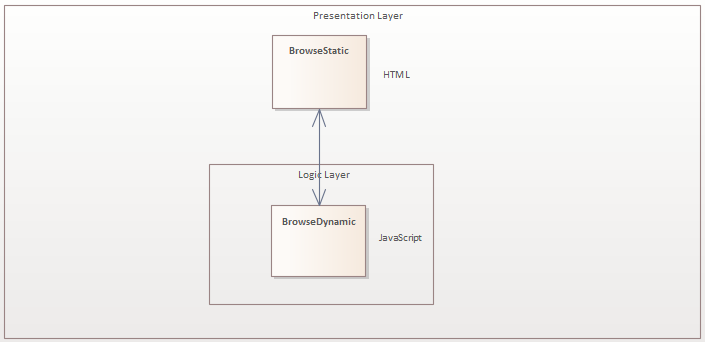 Presentation Layer
BrowseStatic
HTML
Logic Layer
BrowseDynamic
JavaScript